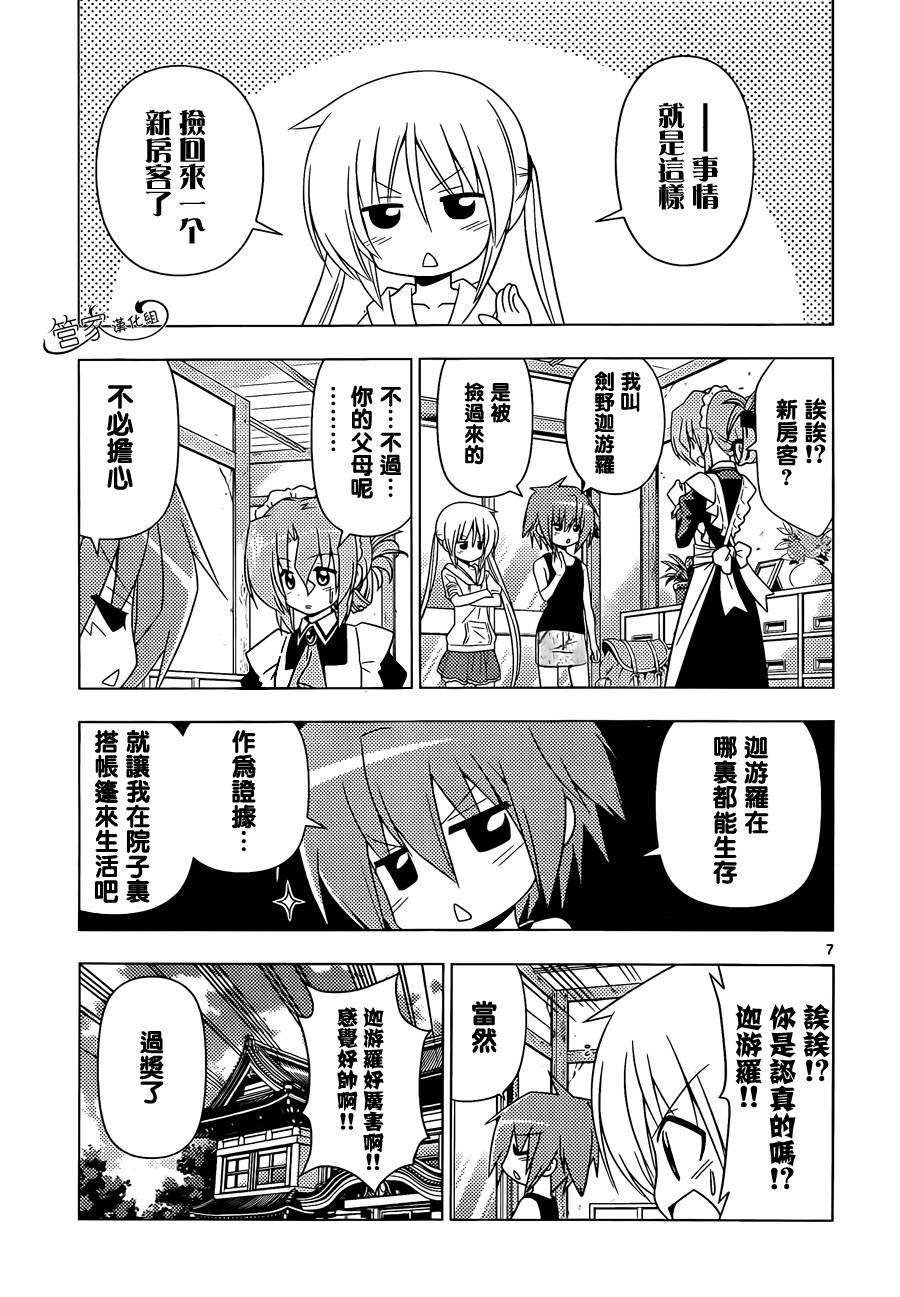 ——事情
就是這樣
撿回來一个
新房客了
管家漢化組
誒誒!?
新房客?
我叫
劍野迦游羅
是被
撿過來的
不…不過…
你的父母呢
………
不必擔心
迦游羅在
哪裏都能生存
作為證據…
就讓我在院子裏
搭帳篷來生活吧
7
誒誒!?
你是認真的嗎!?
迦游羅!!
當然
迦游羅好厲害啊!!
感覺好帥啊!!
過獎了